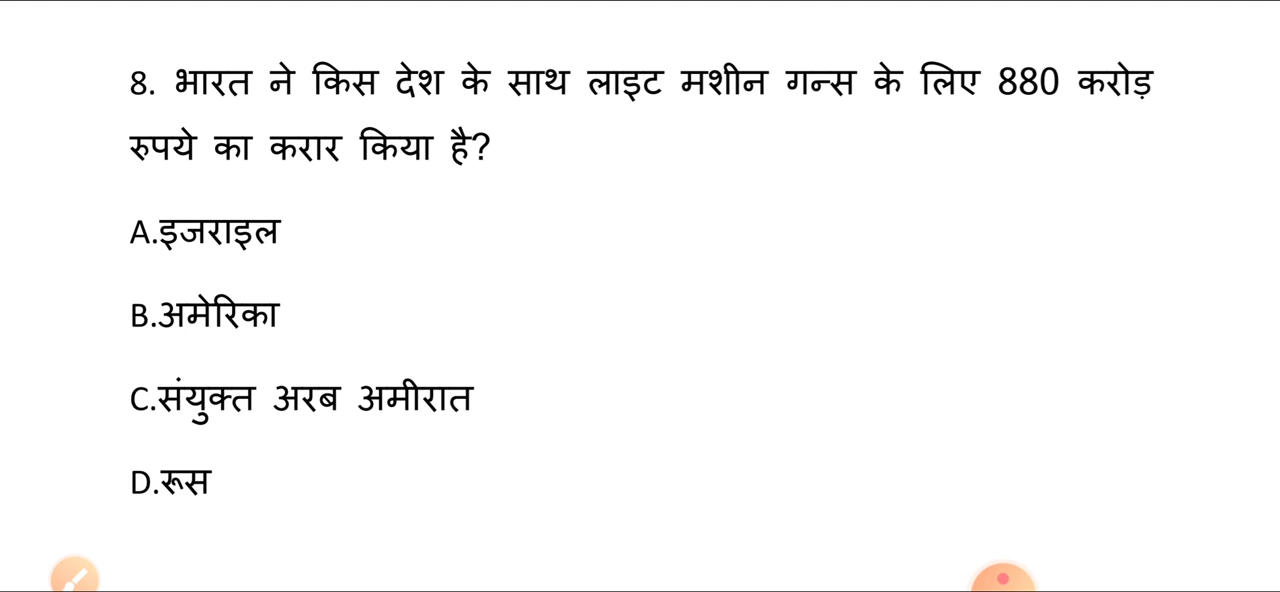 8. भारत ने किस देश के साथ लाइट मशीन गन्स के लिए 880 करोड़
रुपये का करार किया है?
A.इजराइल
B.अमेरिका
C.संयुक्त अरब अमीरात
D.रूस